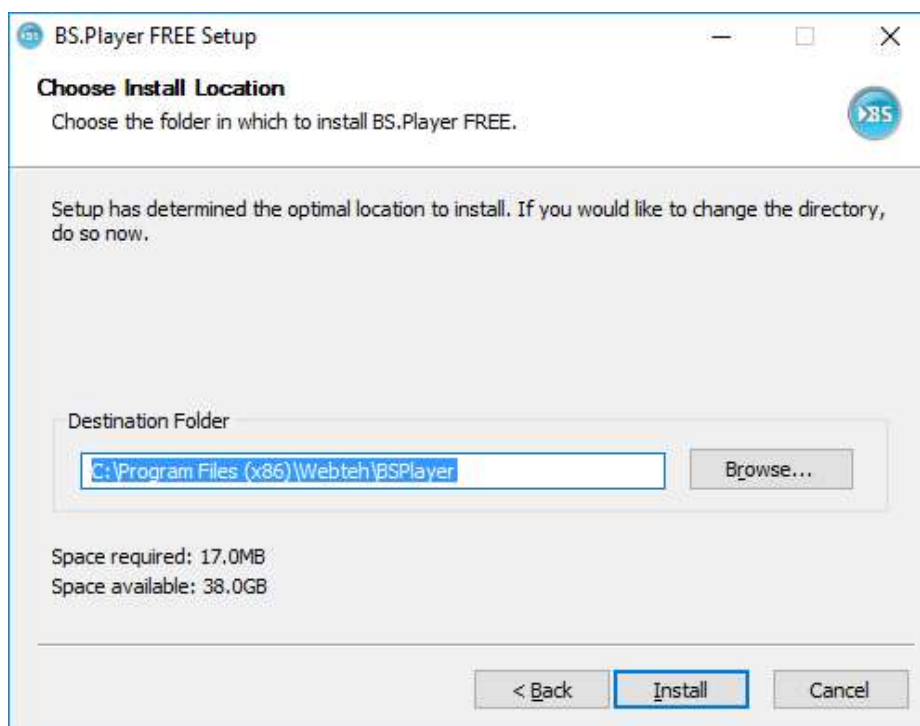 BS.Player FREE Setup
Choose Install Location
Choose the folder in which to install BS.Player FREE.
BS
Setup has determined the optimal location to install. If you would like to change the directory,
do so now.
Destination Folder
C:\Program Files (x86)\Webteh\BSPlayer
Browse...
Space required: 17.0MB
Space available: 38.0GB
< Back
Install
Cancel